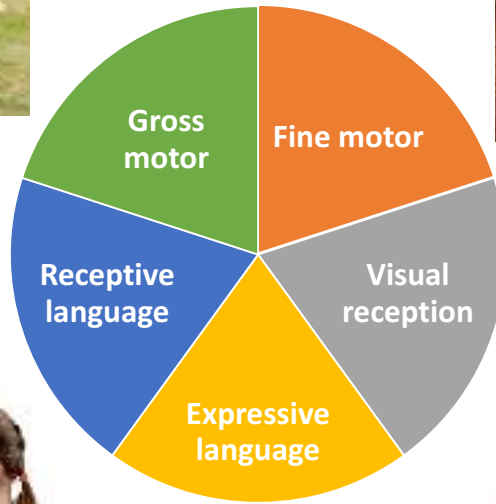 Gross
motor
Fine motor
Receptive
language
Visual
reception
Expressive
language